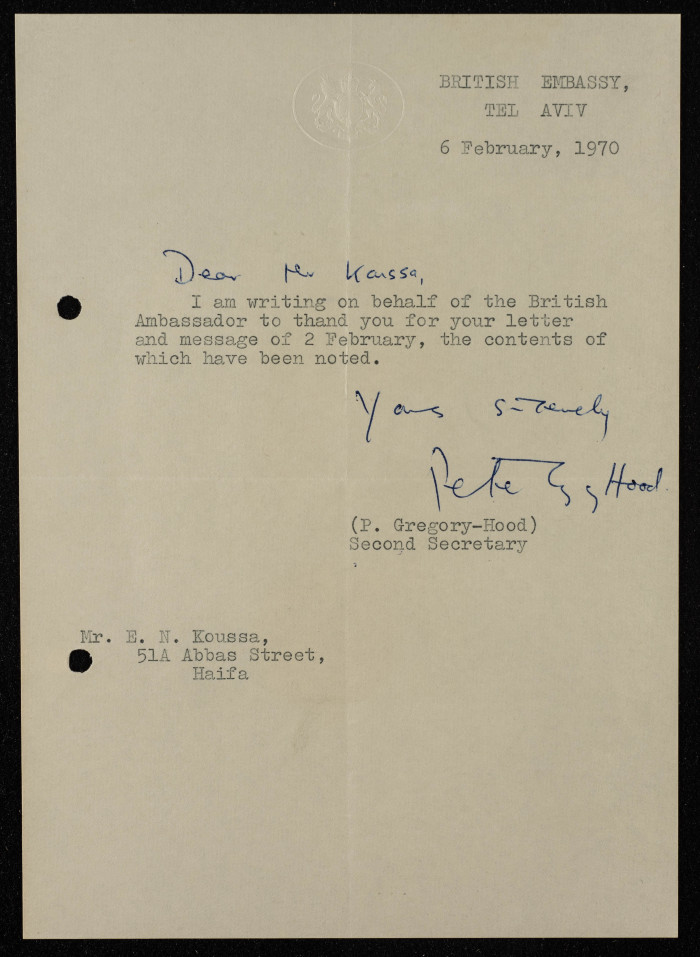 BRITISH EMBASSY,
TEL AVIV
6 February, 1970
Dear Mr Koussa,
I am writing on behalf of the British
Ambassador to thand you for your letter
and message of 2 February, the contents of
which have been noted.
Yours sincerely
Peter Hood
(P. Gregory-Hood)
Second Secretary
Mr. E. N. Koussa,
51A Abbas Street,
Haifa